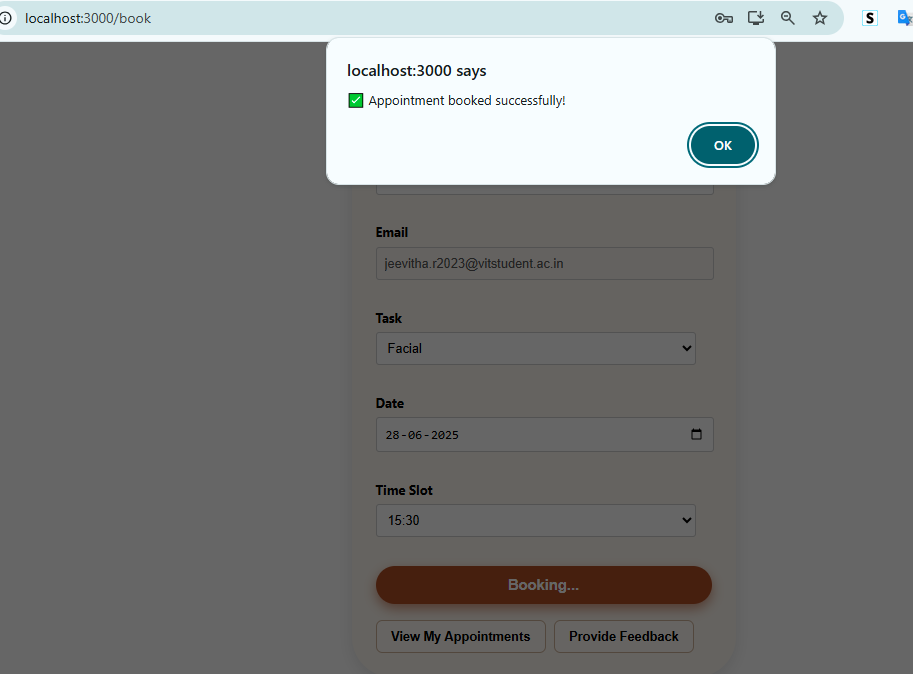 localhost:3000/book
S
G
localhost:3000 says
✅ Appointment booked successfully!
OK
Email
jeevitha.r2023@vitstudent.ac.in
Task
Facial
Date
28-06-2025
Time Slot
15:30
Booking...
View My Appointments
Provide Feedback